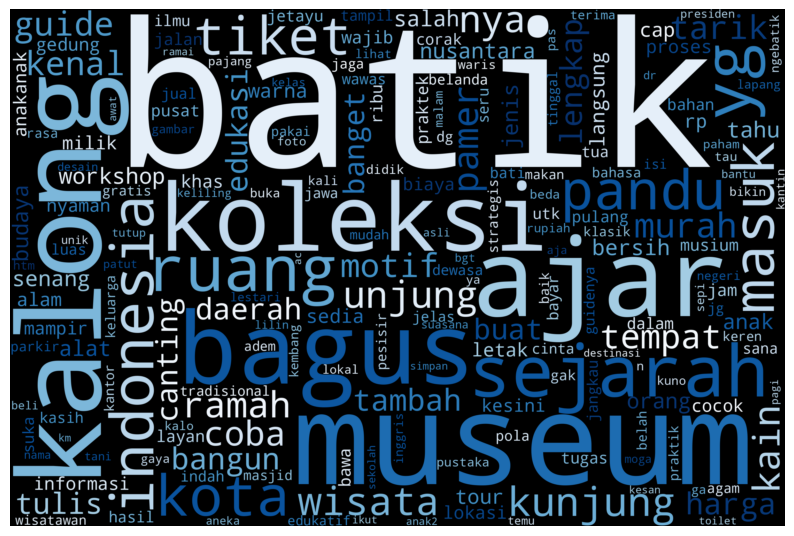 guide
ilmu
jetayu
tampil
salah
nya
terima
presiden
gedung
jalan
tiket
wajib
corak
cap
tarik
kenal
ramai
pajang
batik
lihat
nusantara
pas
proses
ngebatik
anakanak
jual
warna
jaga
waris
belanda
yg
dr
lapang
pusat
kelas
wawas
praktek
seru
lengkap
langsung
bahan
rp
tahu
rasa
awat
edukasi
ribu
malam
dg
jenis
tinggal
tua
isi
paham
tau
milik
gambar
pakai
foto
banget
pamer
kalong
desain
workshop
khas
kali
didik
bati
makan
bahasa
bantu
kantin
gratis
buka
jawa
biaya
beda
bikin
budaya
nyaman
keliling
koleksi
strategis
utk
pandu
pulang
murah
masuk
unik
tutup
mudah
asli
rupiah
klasik
luas
indonesia
ruang
motif
bgt
dewasa
aja
bersih
musium
htm
patut
ac
ya
ajar
negeri
senang
keluarga
lestari
unjung
baik
bayar
guidenya
sepi
jam
alam
daerah
sedia
jelas
suasana
buat
dalam
jg
anak
mampir
canting
lilin
kembang
pesisir
tempat
keren
sana
parkir
alat
adem
bagus
lokal
letak
cinta
destinasi
kantor
simpan
sejarah
gak
n
kuno
pagi
tradisional
jangkau
beli
kasih
ramah
tambah
kesini
orang
cocok
suka
km
kalo
layan
coba
museum
pola
belah
kain
nama
tani
gaya
bangun
masjid
bawa
inggris
moga
praktik
informasi
indah
sekolah
pustaka
tugas
ga
agam
tulis
kota
wisata
tour
kunjung
kesan
harga
hasil
lokasi
wisatawan
aneka
edukatif
ikut
anak2
temu
toilet